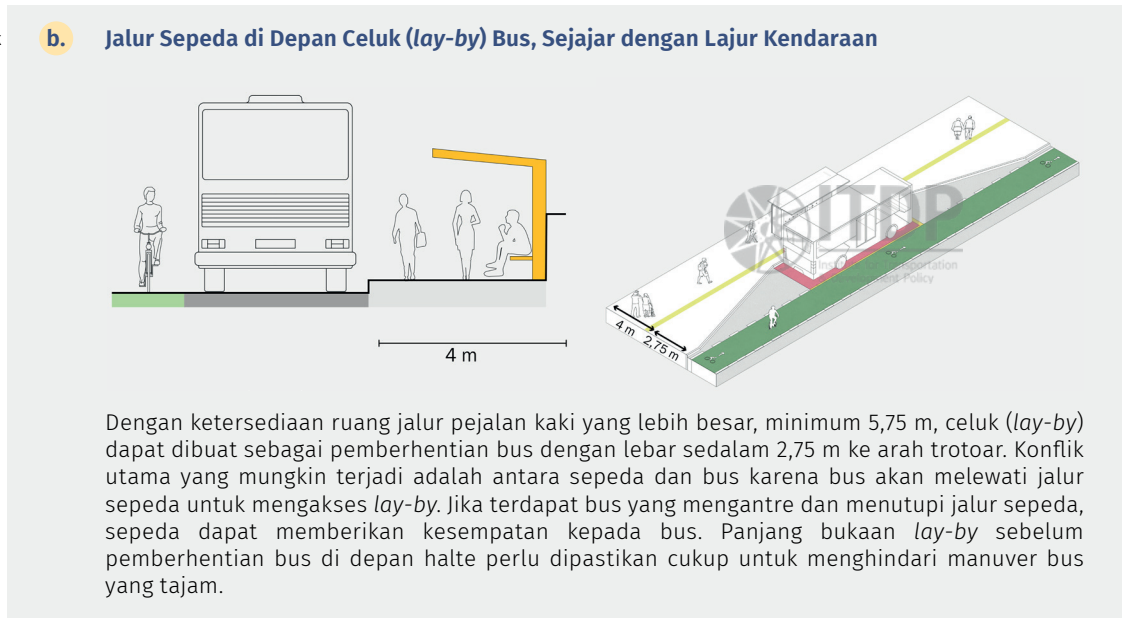 b. Jalur Sepeda di Depan Celuk (lay-by) Bus, Sejajar dengan Lajur Kendaraan
4 m
ITDP
Institute for Transportation
Development Policy
4 m
2,75 m
Dengan ketersediaan ruang jalur pejalan kaki yang lebih besar, minimum 5,75 m, celuk (lay-by)
dapat dibuat sebagai pemberhentian bus dengan lebar sedalam 2,75 m ke arah trotoar. Konflik
utama yang mungkin terjadi adalah antara sepeda dan bus karena bus akan melewati jalur
sepeda untuk mengakses lay-by. Jika terdapat bus yang mengantre dan menutupi jalur sepeda,
sepeda dapat memberikan kesempatan kepada bus. Panjang bukaan lay-by sebelum
pemberhentian bus di depan halte perlu dipastikan cukup untuk menghindari manuver bus
yang tajam.